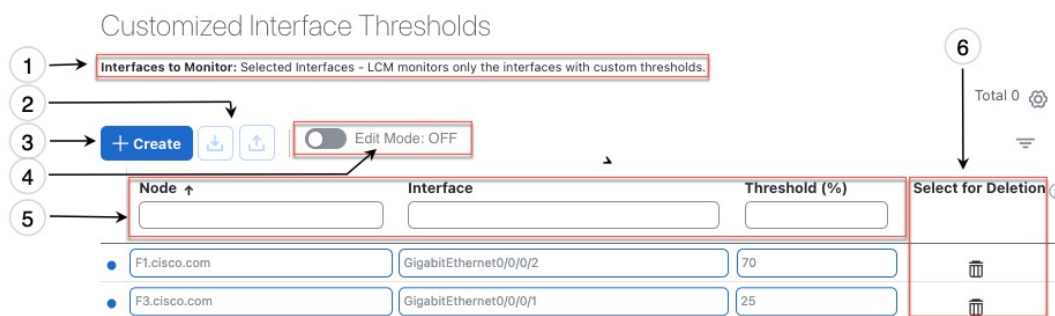 Customized Interface Thresholds
6
1 Interfaces to Monitor: Selected Interfaces - LCM monitors only the interfaces with custom thresholds.
Total 0
2
3 + Create Edit Mode: OFF
4
Node ↑ Interface Threshold (%) Select for Deletion
5
F1.cisco.com GigabitEthernet0/0/0/2 70
F3.cisco.com GigabitEthernet0/0/0/1 25